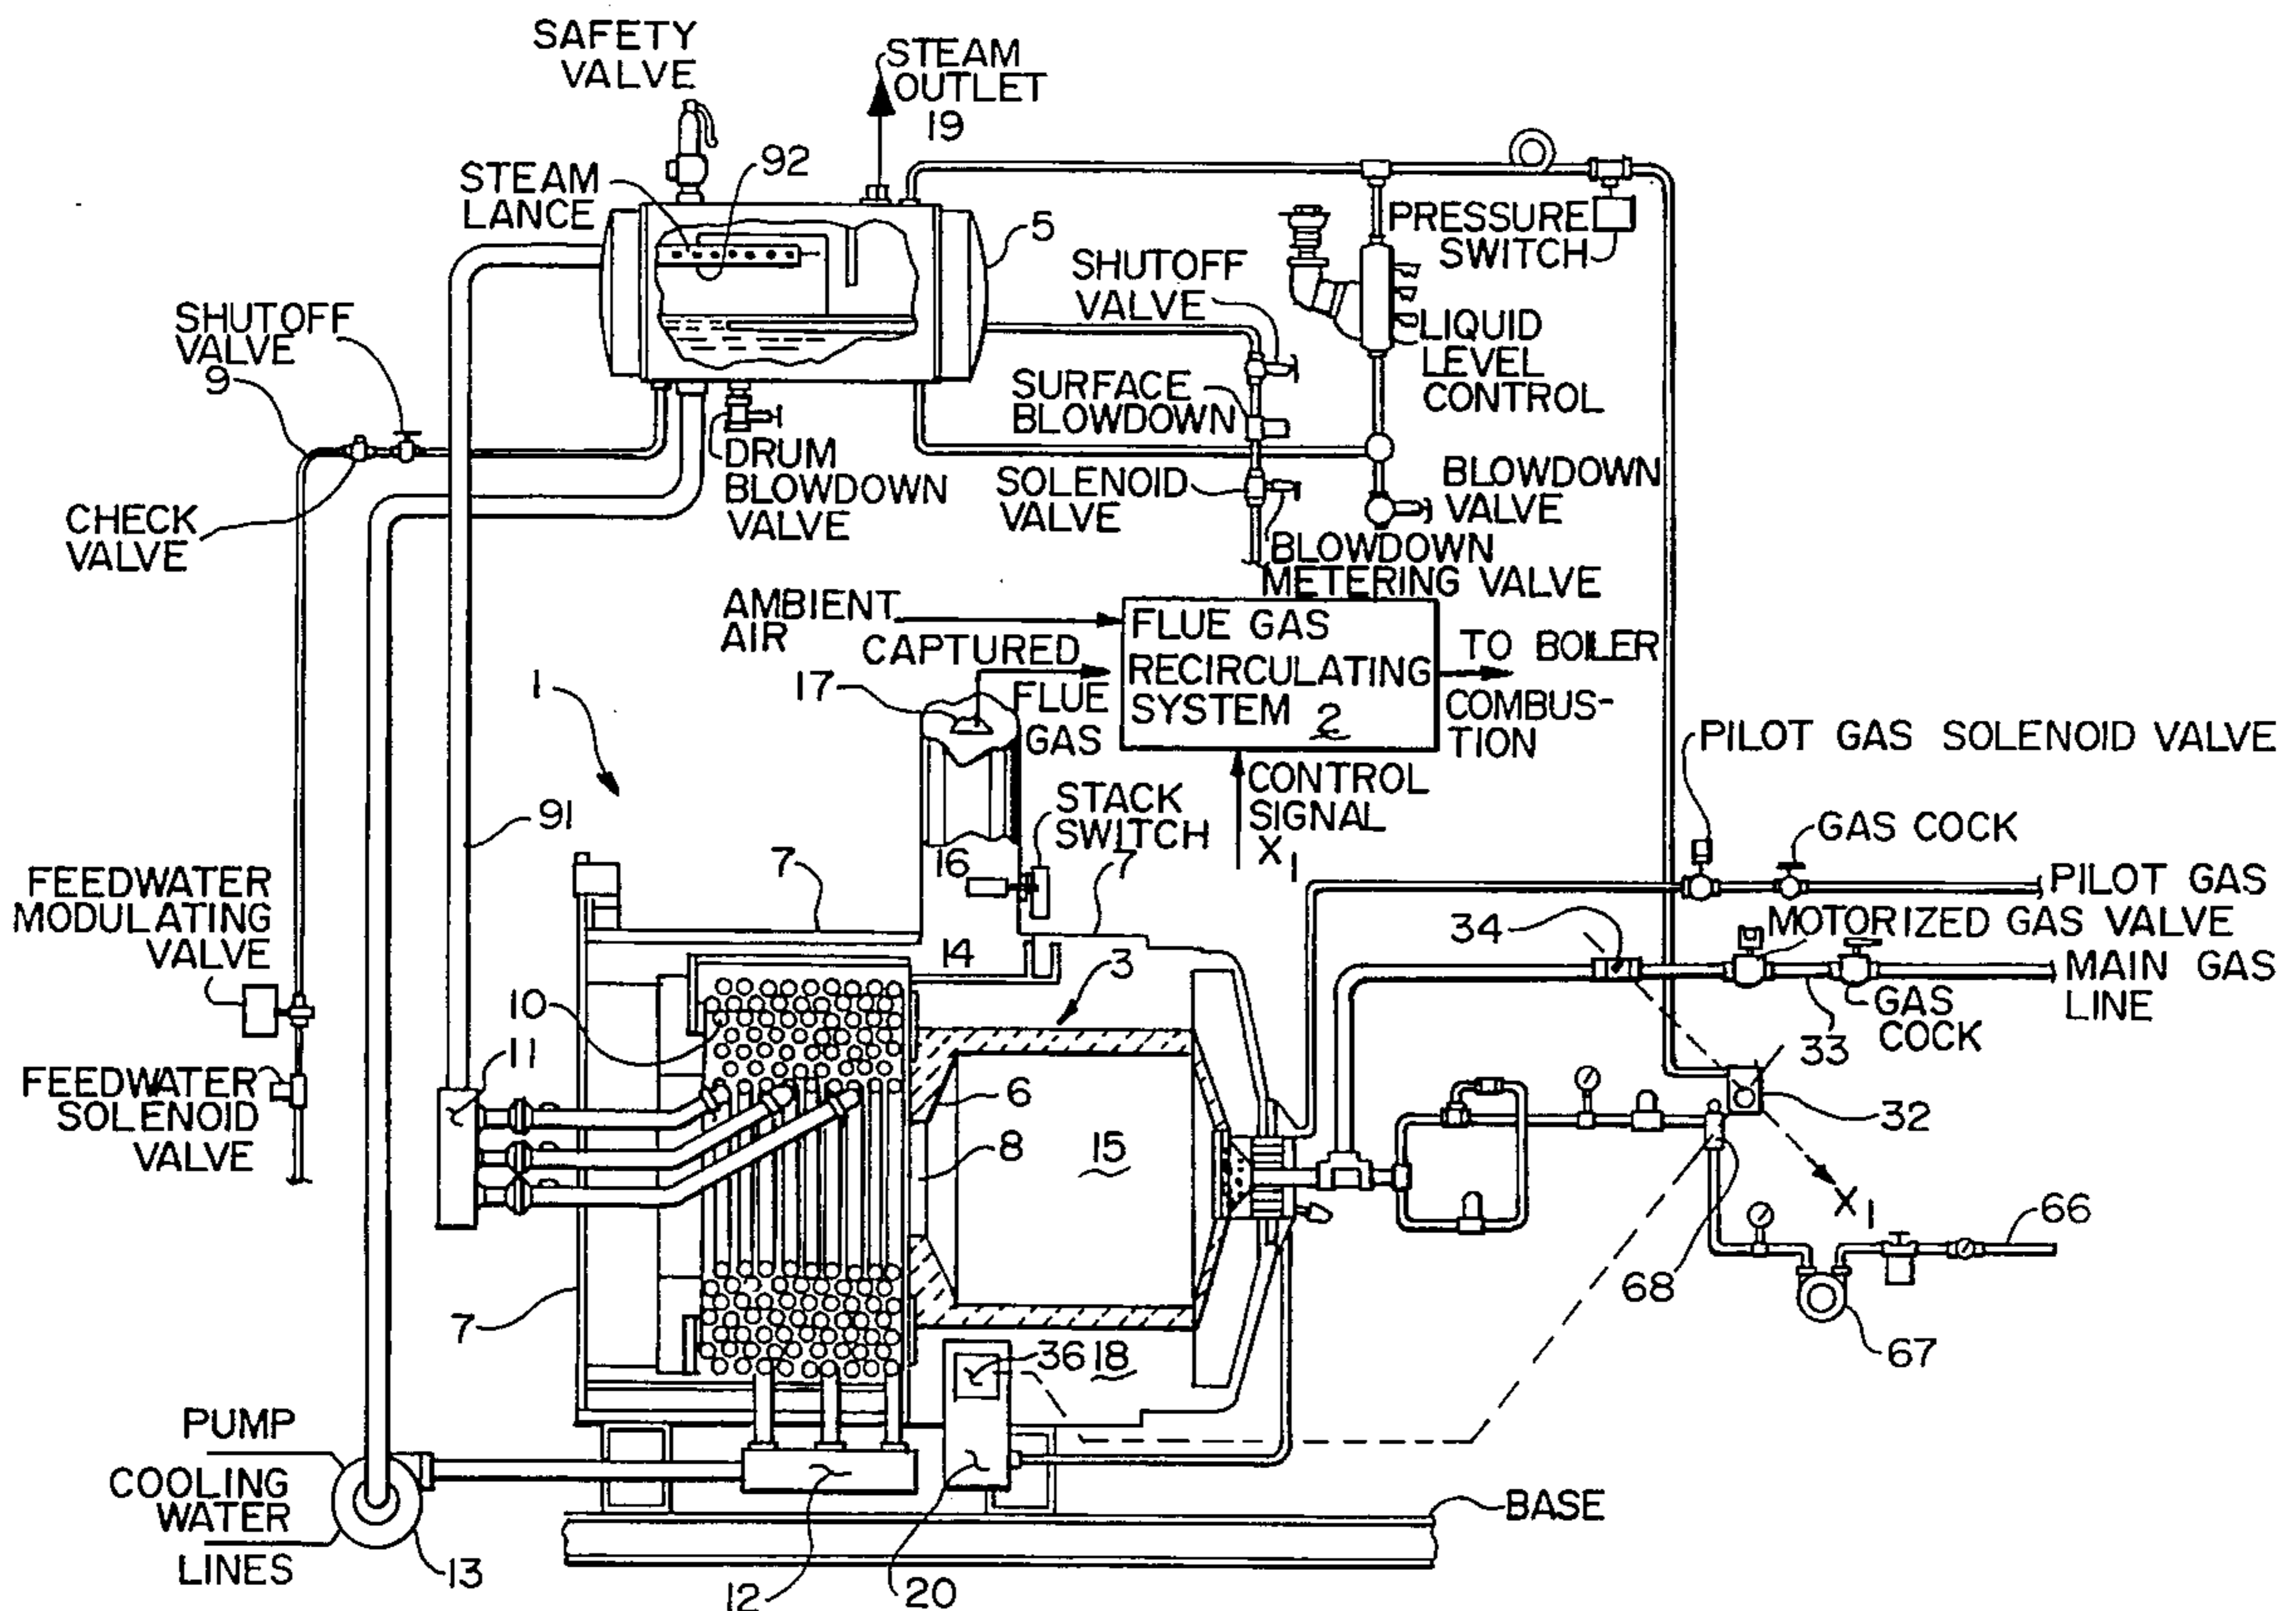 SAFETY
VALVE
STEAM
OUTLET
19
92
STEAM
LANCE
5
PRESSURE
SWITCH
SHUTOFF
VALVE
SHUTOFF
VALVE
9
LIQUID
LEVEL
CONTROL
SURFACE
BLOWDOWN
DRUM
BLOWDOWN
VALVE
SOLENOID
VALVE
BLOWDOWN
VALVE
CHECK
VALVE
BLOWDOWN
METERING VALVE
AMBIENT
AIR
CAPTURED
FLUE
GAS
FLUE GAS
RECIRCULATING
SYSTEM 2
TO BOILER
COMBUS-
TION
1
17
PILOT GAS SOLENOID VALVE
CONTROL
SIGNAL
X1
STACK
SWITCH
91
GAS COCK
7
16
7
FEEDWATER
MODULATING
VALVE
PILOT GAS
MOTORIZED GAS VALVE
34
14
3
MAIN GAS
LINE
10
GAS
COCK
33
11
FEEDWATER
SOLENOID
VALVE
6
32
8
15
X1
66
68
7
67
36
18
PUMP
COOLING
WATER
LINES
13
12
20
BASE